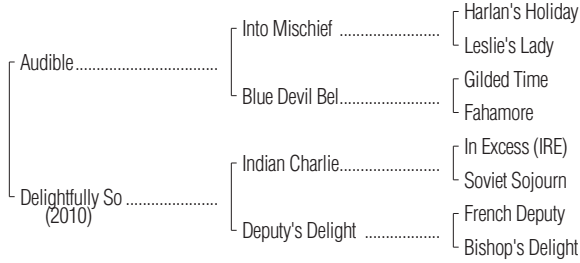 Harlan's Holiday
Into Mischief ........................
Leslie's Lady
Audible..................................
Gilded Time
Blue Devil Bel........................
Fahamore
In Excess (IRE)
Indian Charlie........................
Soviet Sojourn
Delightfully So ......................
(2010)
French Deputy
Deputy's Delight ..................
Bishop's Delight